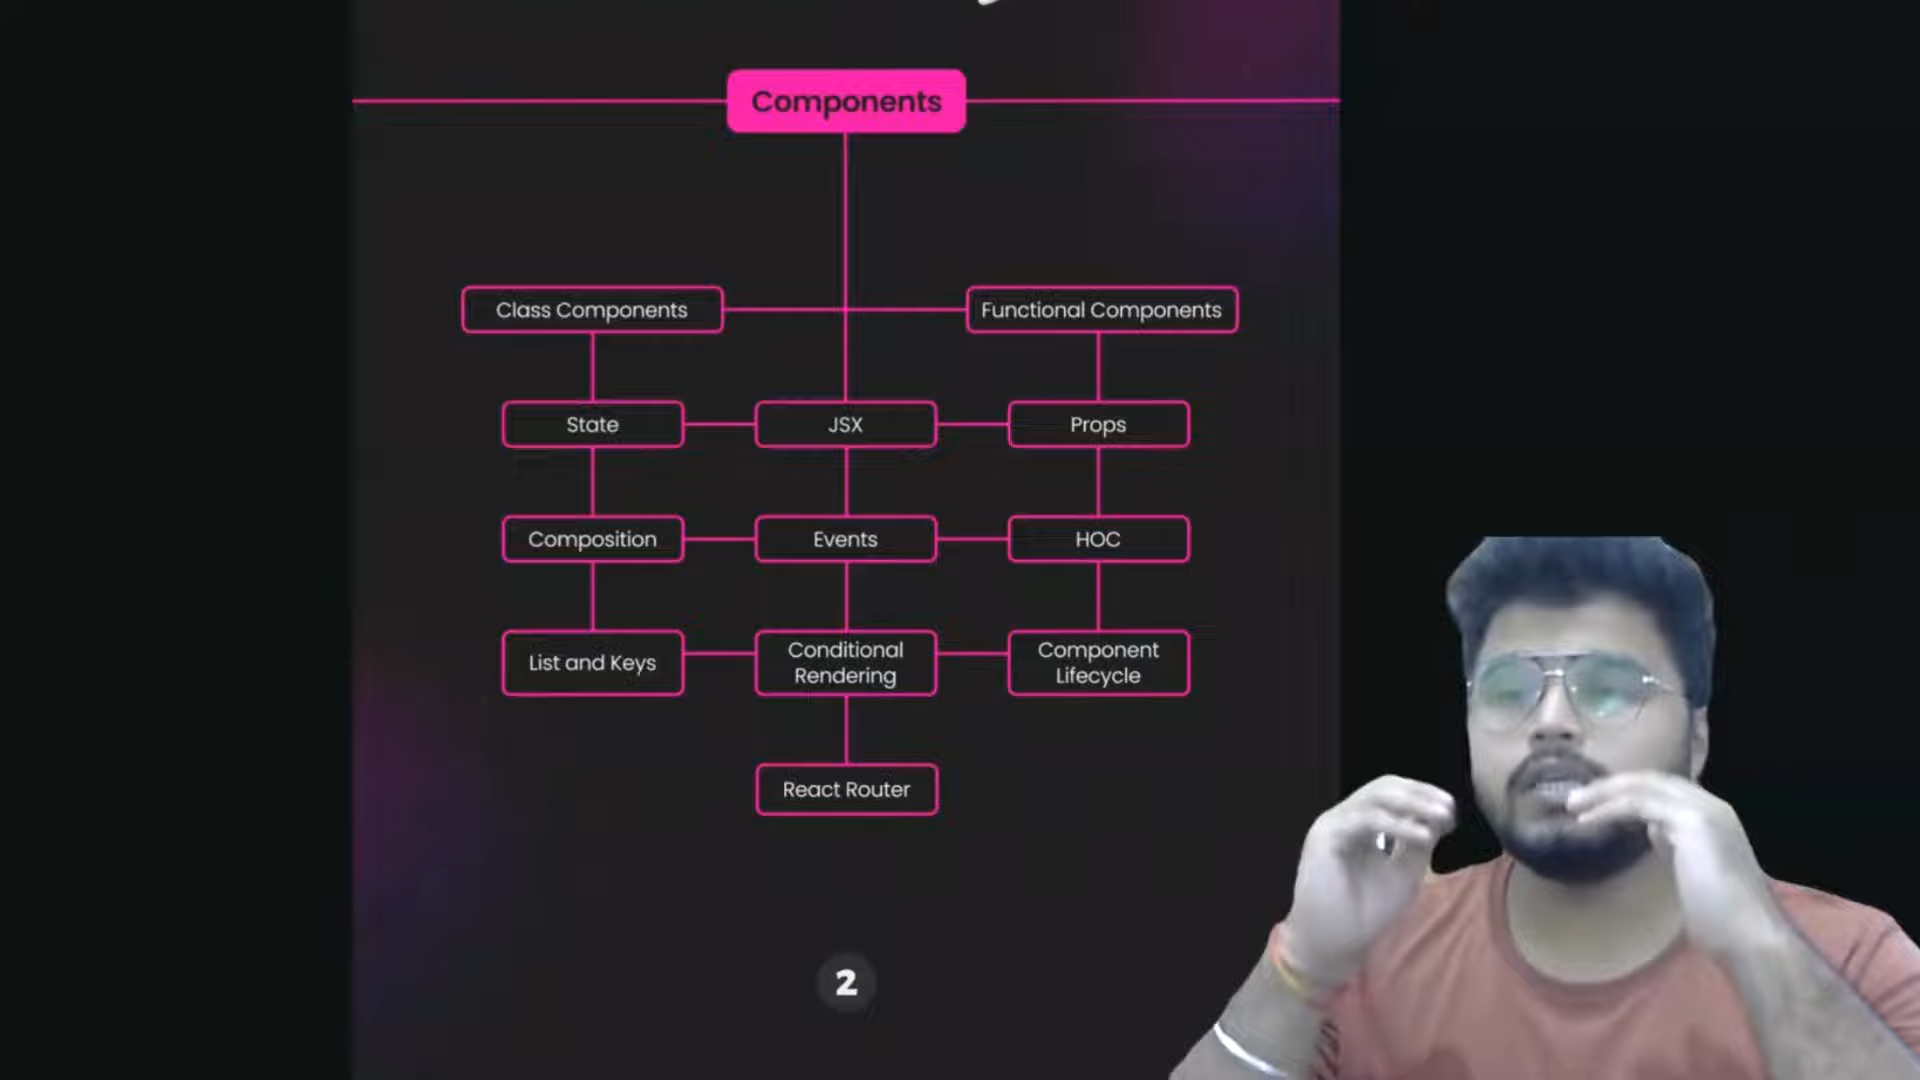 Components
Class Components
Functional Components
State
JSX
Props
Composition
Events
HOC
List and Keys
Conditional
Rendering
Component
Lifecycle
React Router
2